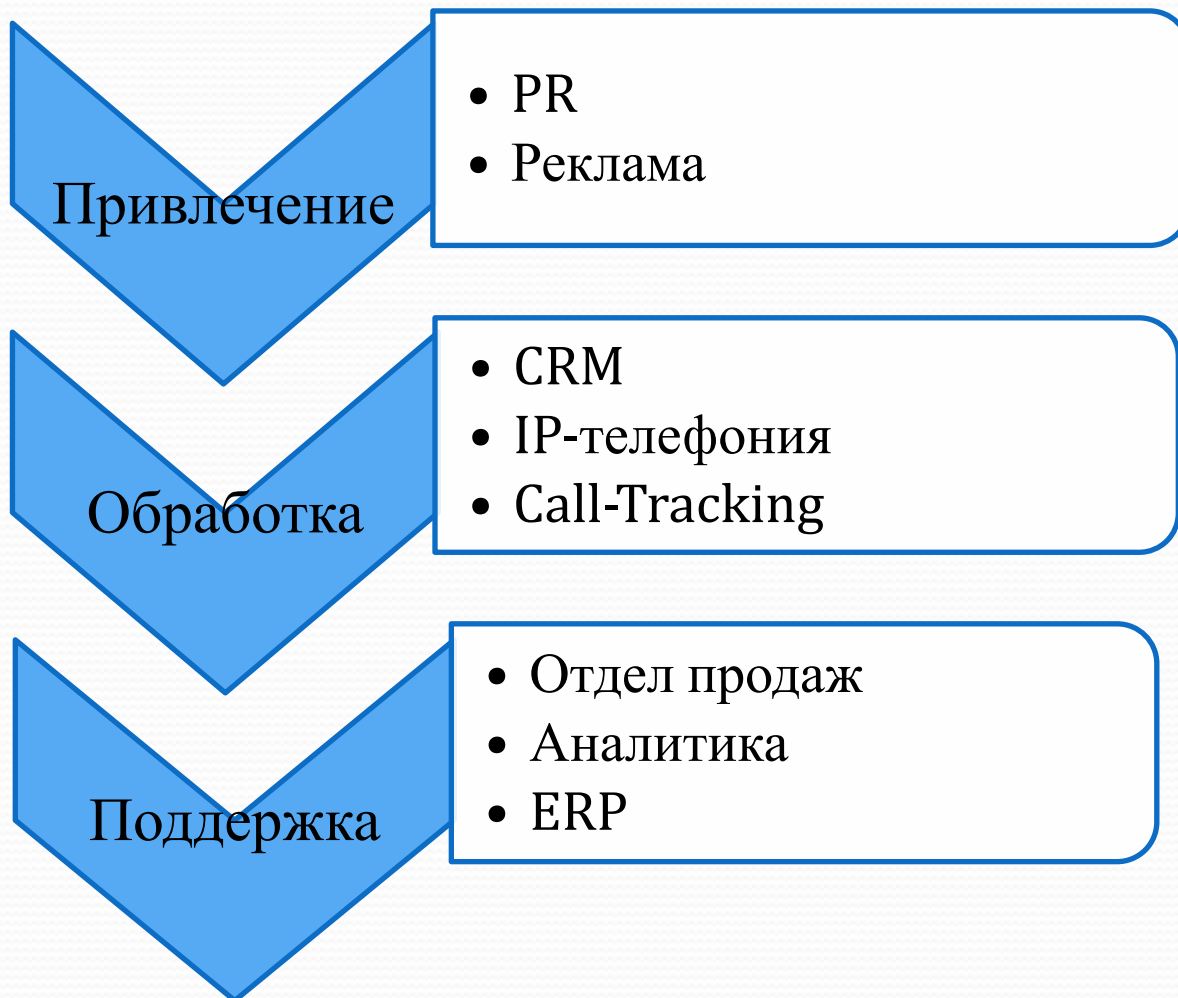 Привлечение
• PR
• Реклама
Обработка
• CRM
• IP-телефония
• Call-Tracking
Поддержка
• Отдел продаж
• Аналитика
• ERP